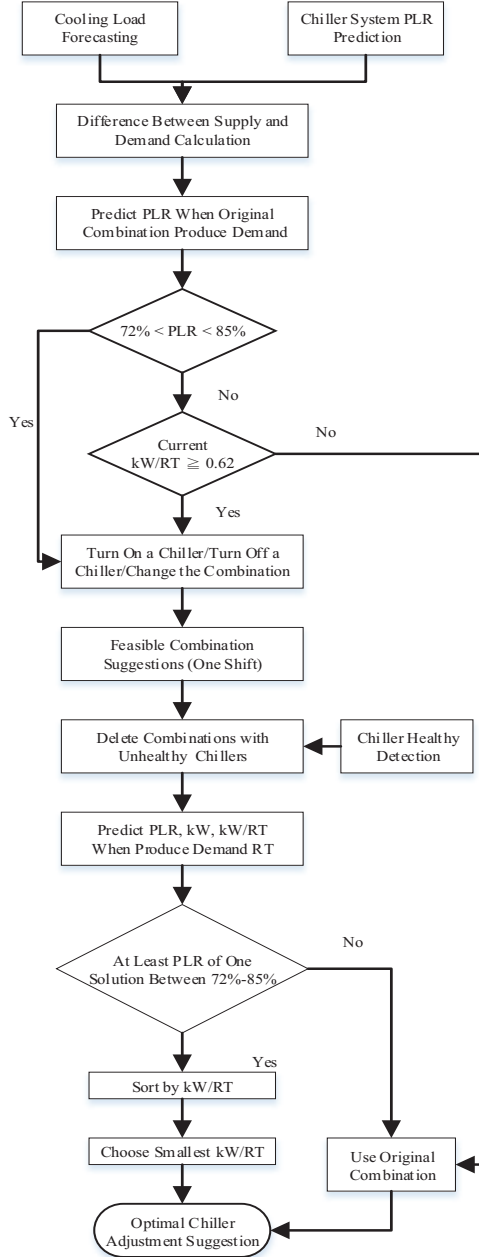 Cooling Load
Forecasting
Chiller System PLR
Prediction
Difference Between Supply and
Demand Calculation
Predict PLR When Original
Combination Produce Demand
72% < PLR < 85%
Yes
No
Current
kW/RT ≧ 0.62
No
Yes
Turn On a Chiller/Turn Off a
Chiller/Change the Combination
Feasible Combination
Suggestions (One Shift)
Delete Combinations with
Unhealthy Chillers
Chiller Healthy
Detection
Predict PLR, kW, kW/RT
When Produce Demand RT
At Least PLR of One
Solution Between 72%-85%
No
Yes
Sort by kW/RT
Choose Smallest kW/RT
Use Original
Combination
Optimal Chiller
Adjustment Suggestion